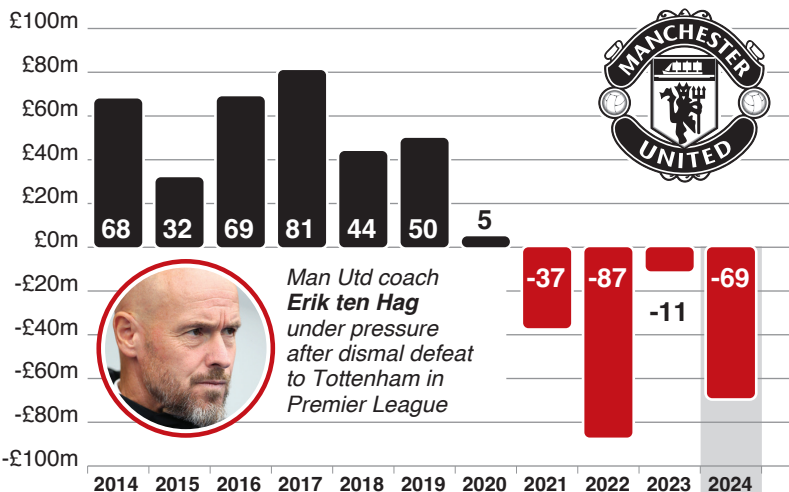 £100m
£80m
£60m
£40m
£20m
£0m
-£20m
-£40m
-£60m
-£80m
-£100m
MANCHESTER
UNITED
68
32
69
81
44
50
5
-37
-87
-11
-69
Man Utd coach
Erik ten Hag
under pressure
after dismal defeat
to Tottenham in
Premier League
2014 2015 2016 2017 2018 2019 2020 2021 2022 2023 2024